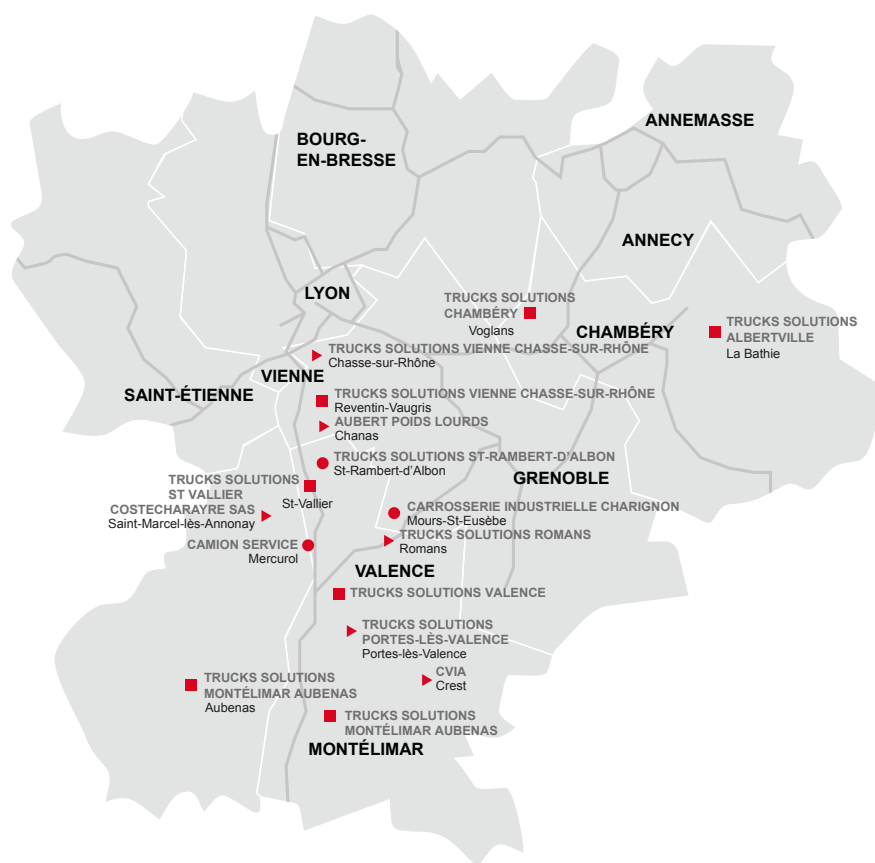 ANNEMASSE
BOURG-
EN-BRESSE
ANNECY
LYON
TRUCKS SOLUTIONS
CHAMBÉRY
Voglans
CHAMBÉRY
TRUCKS SOLUTIONS
ALBERTVILLE
La Bathie
TRUCKS SOLUTIONS VIENNE CHASSE-SUR-RHÔNE
Chasse-sur-Rhône
VIENNE
SAINT-ÉTIENNE
TRUCKS SOLUTIONS VIENNE CHASSE-SUR-RHÔNE
Reventin-Vaugris
AUBERT POIDS LOURDS
Chanas
TRUCKS SOLUTIONS ST-RAMBERT-D'ALBON
St-Rambert-d'Albon
GRENOBLE
TRUCKS SOLUTIONS
ST VALLIER
St-Vallier
COSTECHARAYRE SAS
Saint-Marcel-lès-Annonay
CARROSSERIE INDUSTRIELLE CHARIGNON
Mours-St-Eusèbe
TRUCKS SOLUTIONS ROMANS
Romans
CAMION SERVICE
Mercurol
VALENCE
TRUCKS SOLUTIONS VALENCE
TRUCKS SOLUTIONS
PORTES-LÈS-VALENCE
Portes-lès-Valence
CVIA
Crest
TRUCKS SOLUTIONS
MONTÉLIMAR AUBENAS
Aubenas
TRUCKS SOLUTIONS
MONTÉLIMAR AUBENAS
MONTÉLIMAR